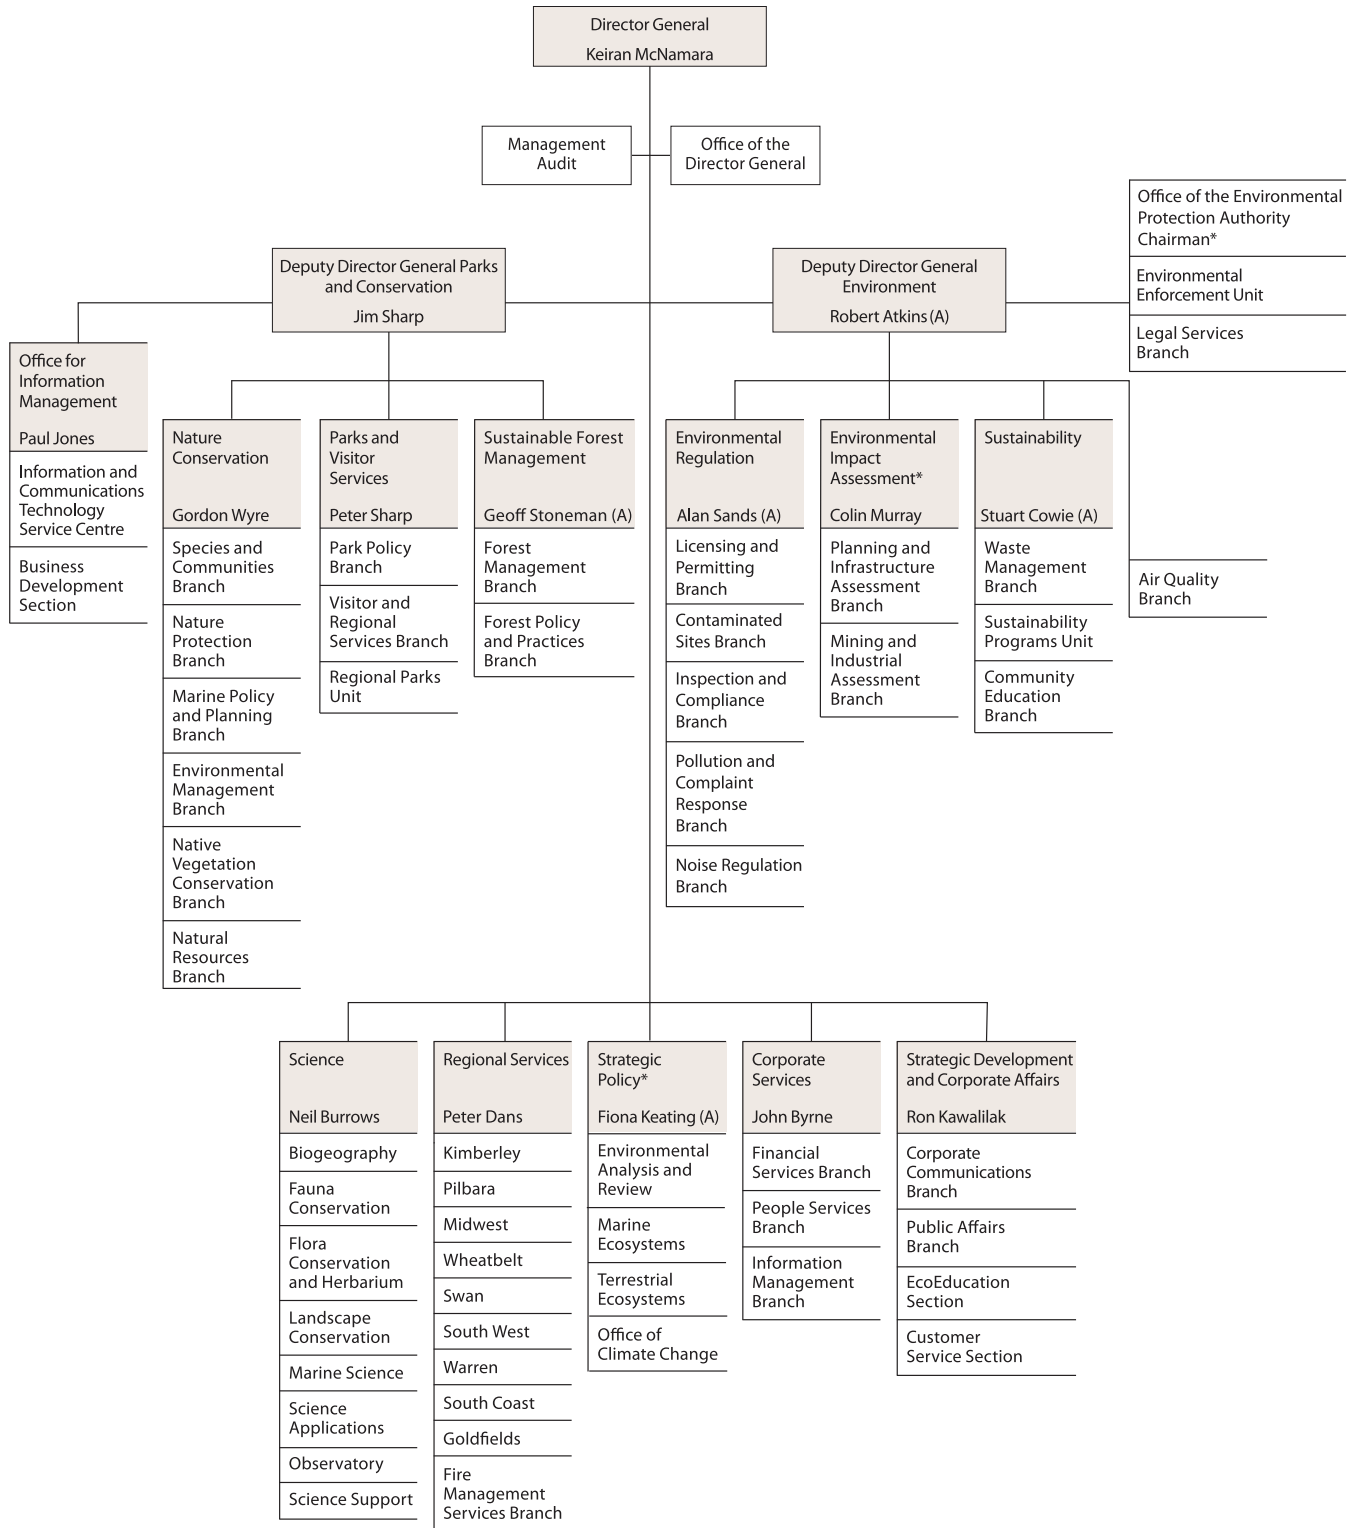 Director General
Keiran McNamara
Management
Audit
Office of the
Director General
Office of the Environmental
Protection Authority
Chairman*
Environmental
Enforcement Unit
Legal Services
Branch
Deputy Director General Parks
and Conservation
Jim Sharp
Deputy Director General
Environment
Robert Atkins (A)
Office for
Information
Management
Paul Jones
Information and
Communications
Technology
Service Centre
Business
Development
Section
Nature
Conservation
Gordon Wyre
Species and
Communities
Branch
Nature
Protection
Branch
Marine Policy
and Planning
Branch
Environmental
Management
Branch
Native
Vegetation
Conservation
Branch
Natural
Resources
Branch
Parks and
Visitor
Services
Peter Sharp
Park Policy
Branch
Visitor and
Regional
Services Branch
Regional Parks
Unit
Sustainable Forest
Management
Geoff Stoneman (A)
Forest
Management
Branch
Forest Policy
and Practices
Branch
Environmental
Regulation
Alan Sands (A)
Licensing and
Permitting
Branch
Contaminated
Sites Branch
Inspection and
Compliance
Branch
Pollution and
Complaint
Response
Branch
Noise Regulation
Branch
Environmental
Impact
Assessment*
Colin Murray
Planning and
Infrastructure
Assessment
Branch
Mining and
Industrial
Assessment
Branch
Sustainability
Stuart Cowie (A)
Waste
Management
Branch
Sustainability
Programs Unit
Community
Education
Branch
Air Quality
Branch
Science
Neil Burrows
Biogeography
Fauna
Conservation
Flora
Conservation
and Herbarium
Landscape
Conservation
Marine Science
Science
Applications
Observatory
Science Support
Regional Services
Peter Dans
Kimberley
Pilbara
Midwest
Wheatbelt
Swan
South West
Warren
South Coast
Goldfields
Fire
Management
Services Branch
Strategic
Policy*
Fiona Keating (A)
Environmental
Analysis and
Review
Marine
Ecosystems
Terrestrial
Ecosystems
Office of
Climate Change
Corporate
Services
John Byrne
Financial
Services Branch
People Services
Branch
Information
Management
Branch
Strategic Development
and Corporate Affairs
Ron Kawalilak
Corporate
Communications
Branch
Public Affairs
Branch
EcoEducation
Section
Customer
Service Section